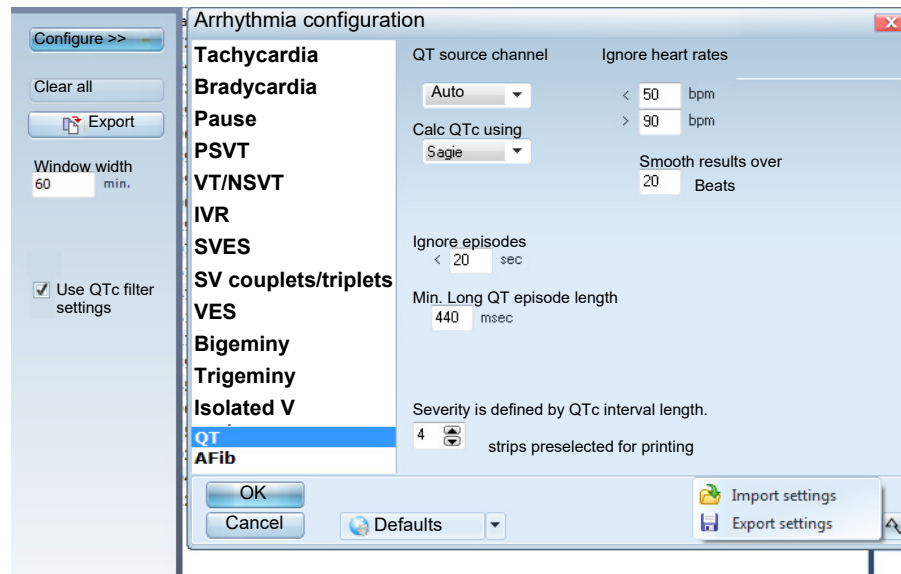 Configure >>
Clear all
Export
Window width
60 min.
Use QTc filter
settings
Arrhythmia configuration
Tachycardia
Bradycardia
Pause
PSVT
VT/NSVT
IVR
SVES
SV couplets/triplets
VES
Bigeminy
Trigeminy
Isolated V
QT
AFib
QT source channel
Auto
Calc QTc using
Sagie
Ignore heart rates
< 50 bpm
> 90 bpm
Smooth results over
20 Beats
Ignore episodes
< 20 sec
Min. Long QT episode length
440 msec
Severity is defined by QTc interval length.
4 strips preselected for printing
OK
Cancel
Defaults
Import settings
Export settings